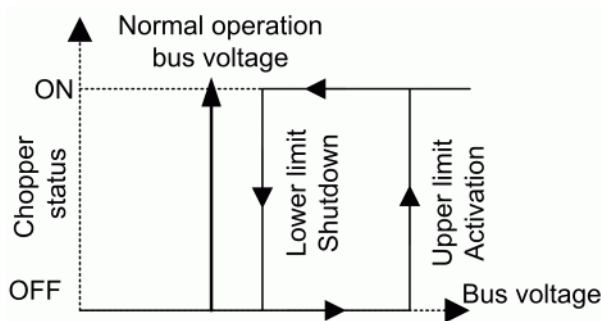 Normal operation
bus voltage
ON
Chopper
status
Lower limit
Shutdown
Upper limit
Activation
OFF
Bus voltage